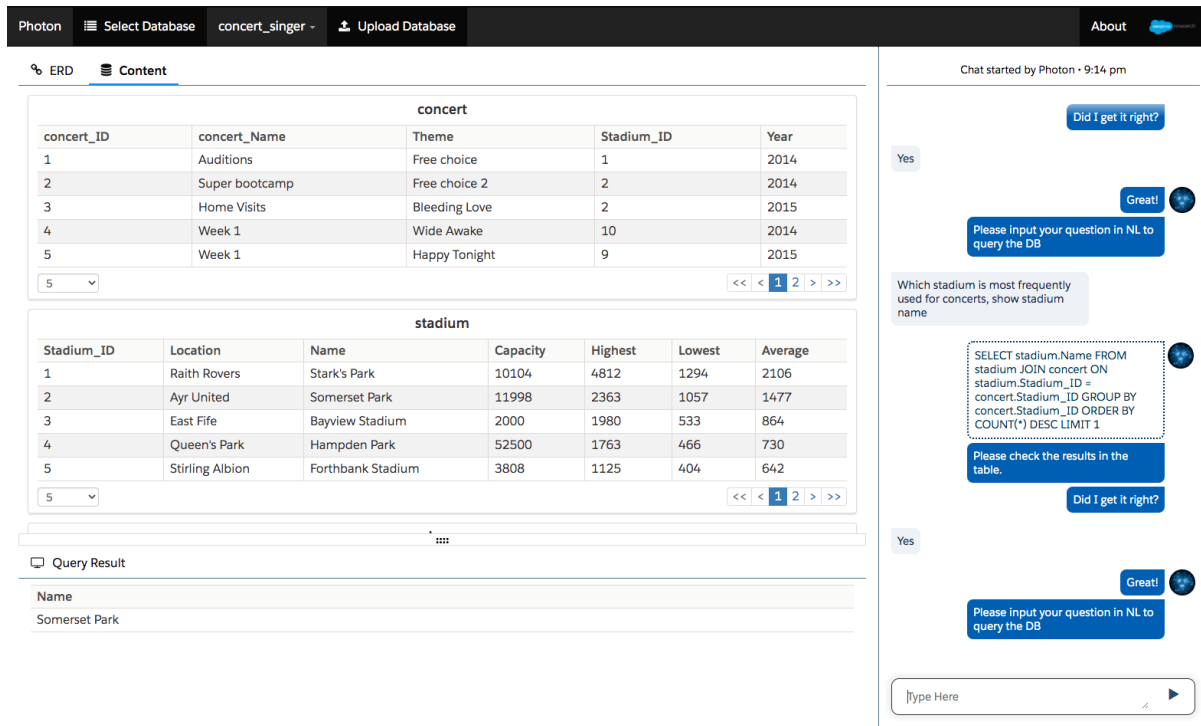 Photon Select Database concert_singer Upload Database About
ERD Content
concert
concert_ID concert_Name Theme Stadium_ID Year
1 Auditions Free choice 1 2014
2 Super bootcamp Free choice 2 2 2014
3 Home Visits Bleeding Love 2 2015
4 Week 1 Wide Awake 10 2014
5 Week 1 Happy Tonight 9 2015
5 << < 1 2 > >>
stadium
Stadium_ID Location Name Capacity Highest Lowest Average
1 Raith Rovers Stark's Park 10104 4812 1294 2106
2 Ayr United Somerset Park 11998 2363 1057 1477
3 East Fife Bayview Stadium 2000 1980 533 864
4 Queen's Park Hampden Park 52500 1763 466 730
5 Stirling Albion Forthbank Stadium 3808 1125 404 642
5 << < 1 2 > >>
Query Result
Name
Somerset Park
Chat started by Photon • 9:14 pm
Did I get it right?
Yes
Great!
Please input your question in NL to
query the DB
Which stadium is most frequently
used for concerts, show stadium
name
SELECT stadium.Name FROM
stadium JOIN concert ON
stadium.Stadium_ID =
concert.Stadium_ID GROUP BY
concert.Stadium_ID ORDER BY
COUNT(*) DESC LIMIT 1
Please check the results in the
table.
Did I get it right?
Yes
Great!
Please input your question in NL to
query the DB
Type Here